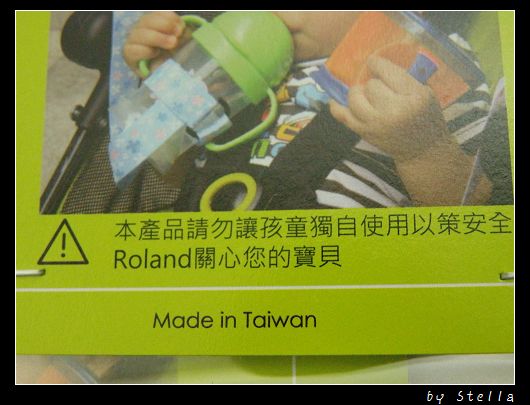 本產品請勿讓孩童獨自使用以策安全
Roland關心您的寶貝
Made in Taiwan
by Stella